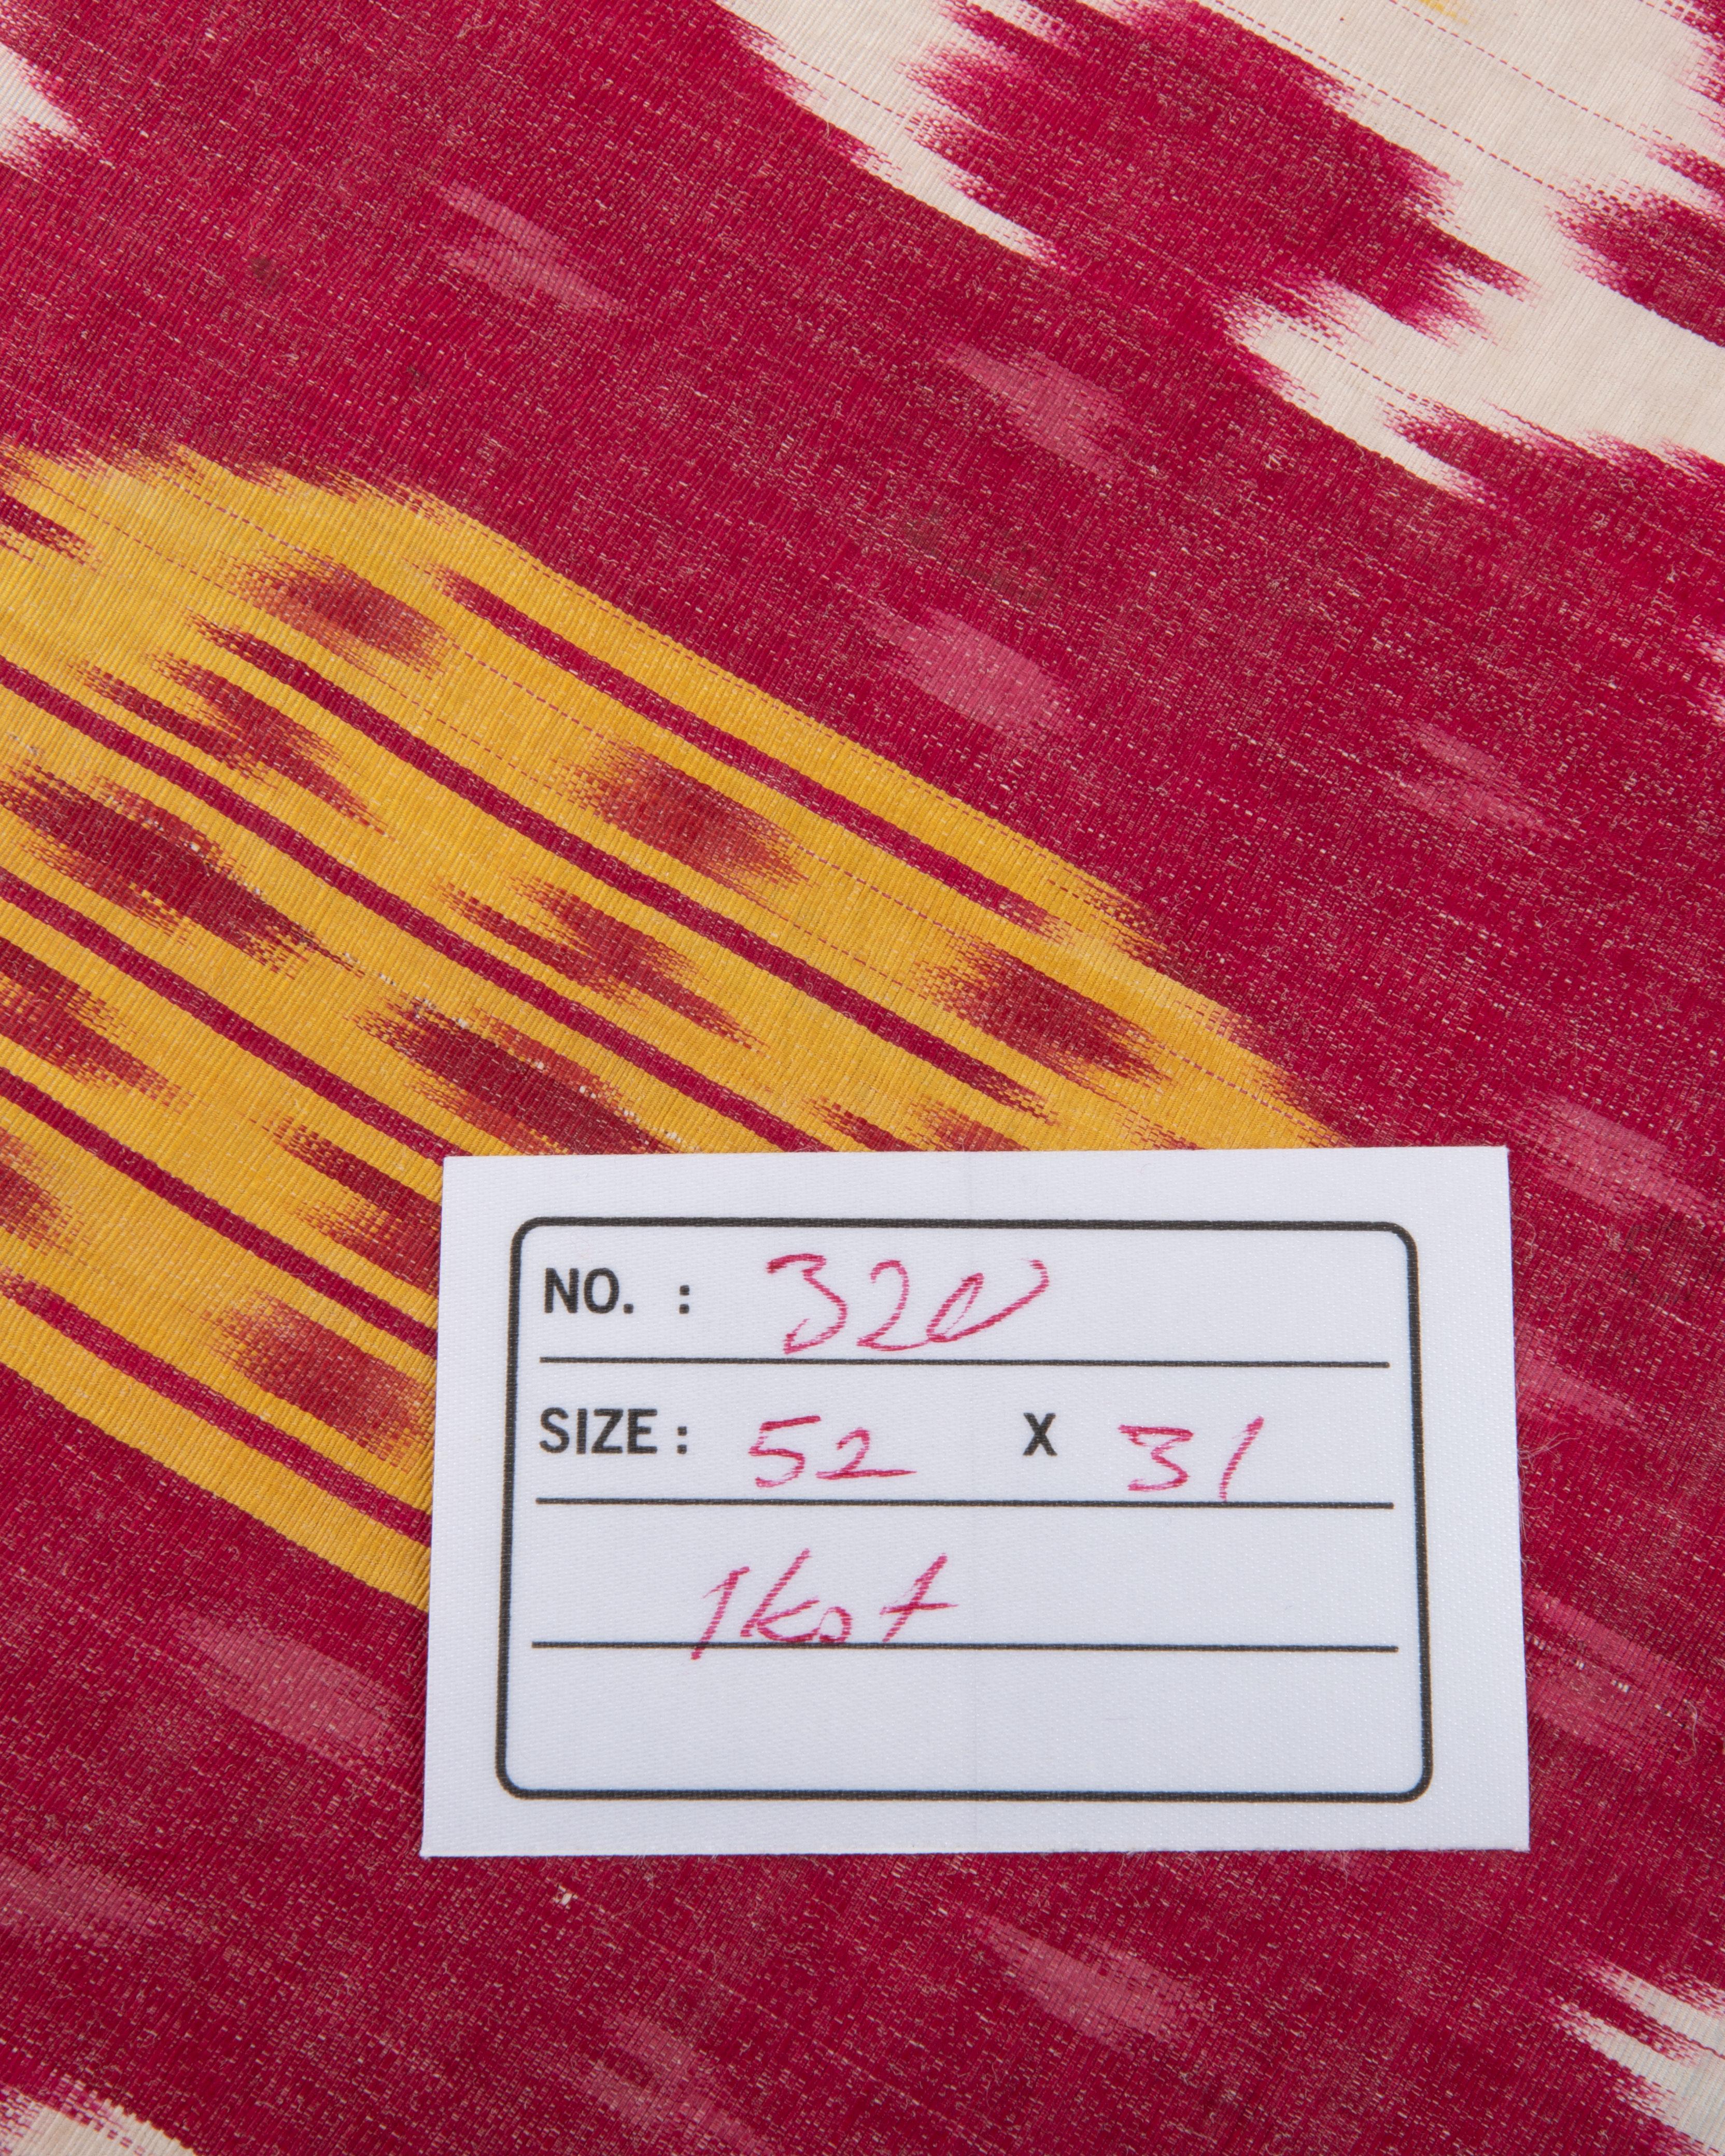 NO. : 320
SIZE : 52 X 31
Ikat